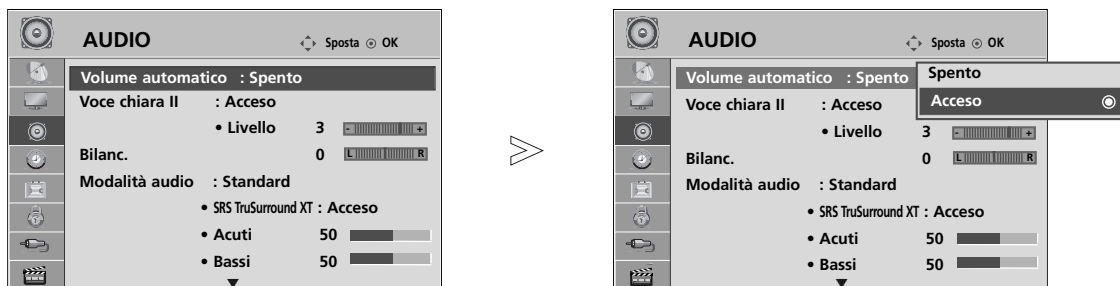 AUDIO
Sposta OK
Volume automatico : Spento
Voce chiara II : Acceso
• Livello 3 - +
Bilanc. 0 L R
Modalità audio : Standard
• SRS TruSurround XT : Acceso
• Acuti 50
• Bassi 50
AUDIO
Sposta OK
Volume automatico : Spento
Spento
Acceso
Voce chiara II : Acceso
• Livello 3 - +
Bilanc. 0 L R
Modalità audio : Standard
• SRS TruSurround XT : Acceso
• Acuti 50
• Bassi 50